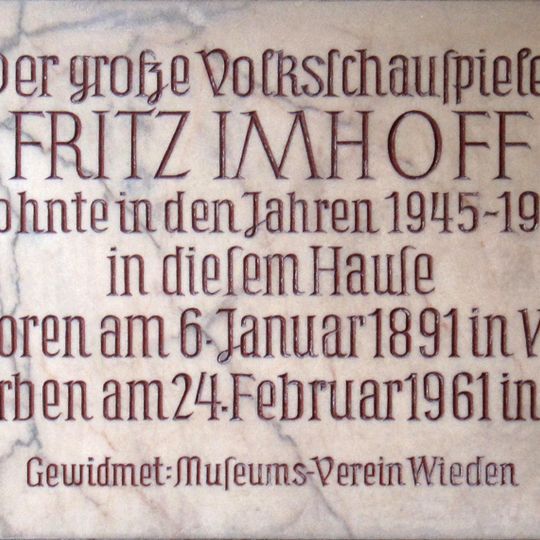 Der große Volksſchauſpiele
FRITZ IMHOFF
ohnte in den Jahren 1945-19
in dieſem Hauſe
oren am 6. Januar 1891 in
rben am 24. Februar 1961 in
Gewidmet: Muſeums-Verein Wieden